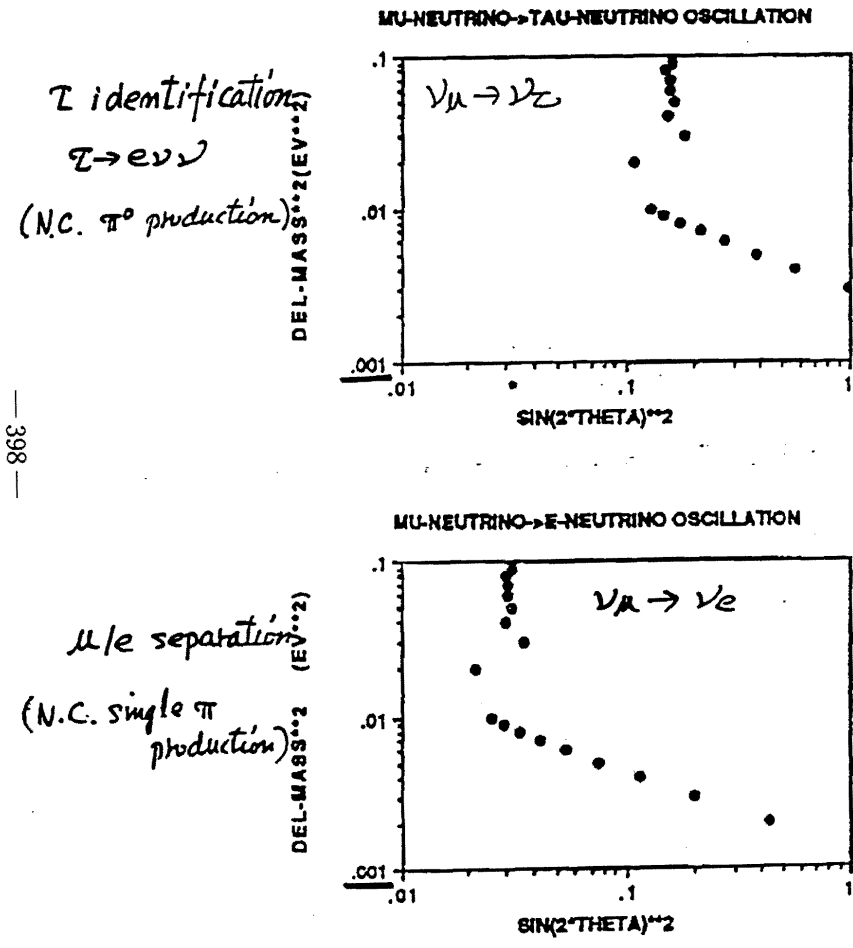 MU-NEUTRINO->TAU-NEUTRINO OSCILLATION
τ identification
τ→eνν
(N.C. π° production)
DEL-MASS**2(EV**2)
.1
.01
.001
νμ → ντ
.01
.1
1
SIN(2*THETA)**2
— 398 —
MU-NEUTRINO->E-NEUTRINO OSCILLATION
μ/e separation
(N.C. single π
production)
DEL-MASS**2 (EV**2)
.1
.01
.001
νμ → νe
.01
.1
1
SIN(2*THETA)**2